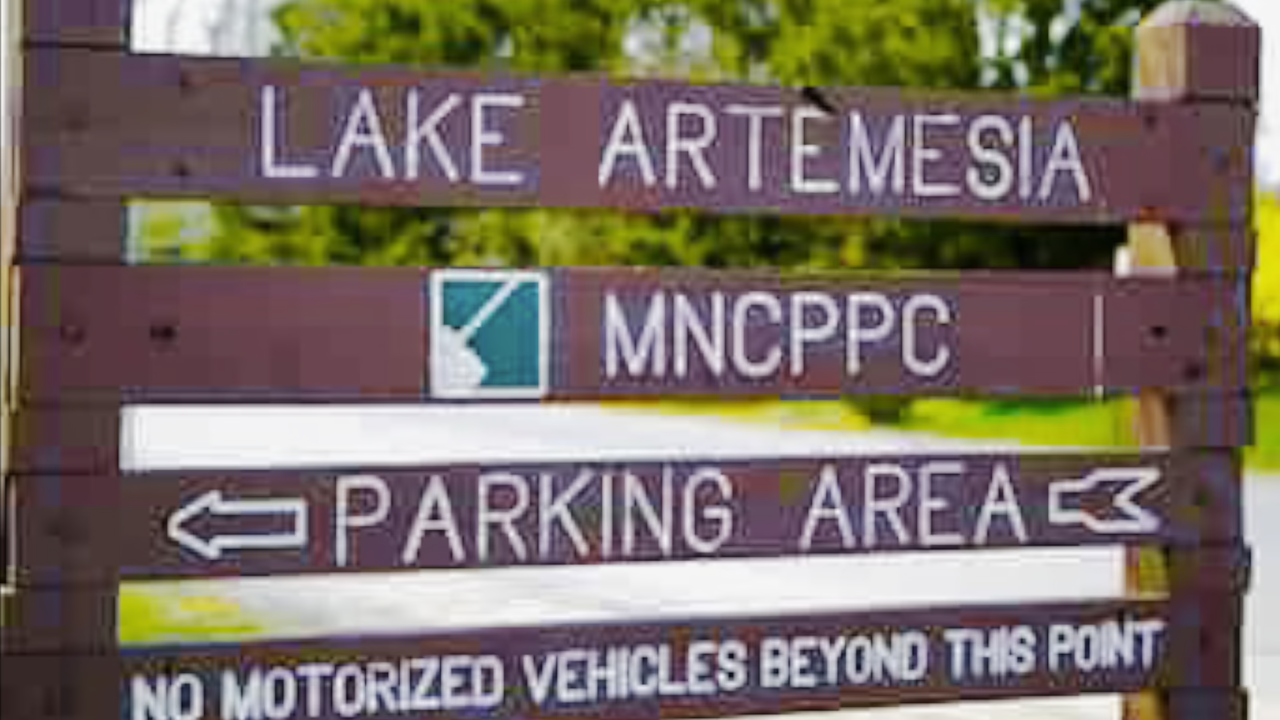 LAKE ARTEMESIA
MNCPPC
PARKING AREA
NO MOTORIZED VEHICLES BEYOND THIS POINT